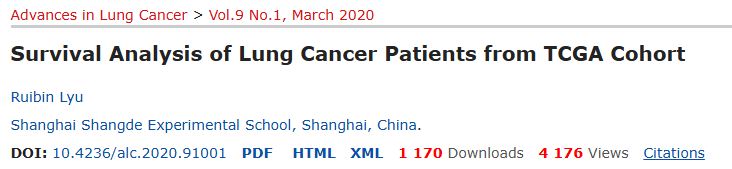 Advances in Lung Cancer > Vol.9 No.1, March 2020
Survival Analysis of Lung Cancer Patients from TCGA Cohort
Ruibin Lyu
Shanghai Shangde Experimental School, Shanghai, China.
DOI: 10.4236/alc.2020.91001 PDF HTML XML 1 170 Downloads 4 176 Views Citations